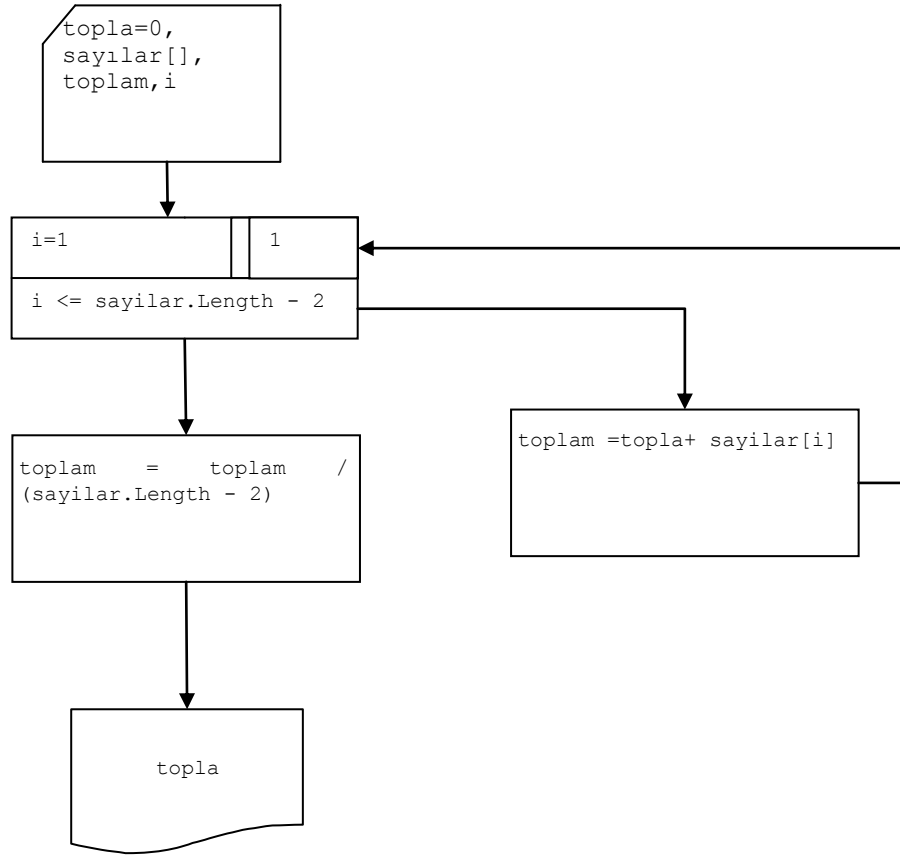 topla=0,
sayılar[],
toplam,i
i=1
1
i <= sayilar.Length - 2
toplam =topla+ sayilar[i]
toplam = toplam /
(sayilar.Length - 2)
topla